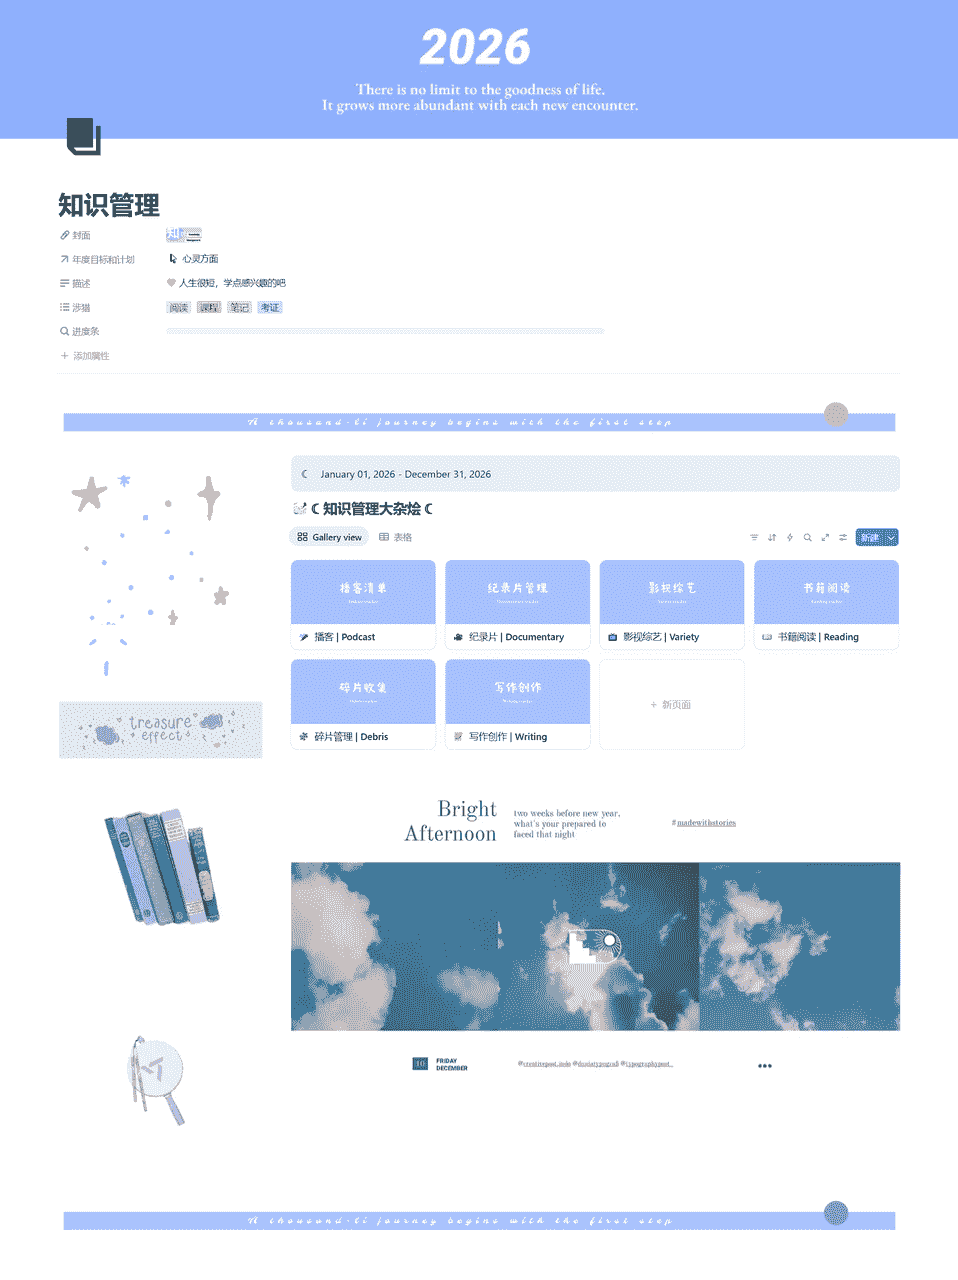 2026
There is no limit to the goodness of life.
It grows more abundant with each new encounter.
知识管理
封面
年度目标和计划 心灵方面
描述 人生很短，学点感兴趣的吧
涉猎 阅读 课程 笔记 考证
进度条
+ 添加属性
A thousand-li journey begins with the first step
January 01, 2026 - December 31, 2026
知识管理大杂烩
Gallery view 表格 新建
播客清单 纪录片管理 影视综艺 书籍阅读
播客 | Podcast 纪录片 | Documentary 影视综艺 | Variety 书籍阅读 | Reading
碎片收集 写作创作
+ 新页面
碎片管理 | Debris 写作创作 | Writing
treasure
effect
Bright
Afternoon
two weeks before new year,
what's your prepared to
faced that night
#madewithstories
FRIDAY
DECEMBER
A thousand-li journey begins with the first step